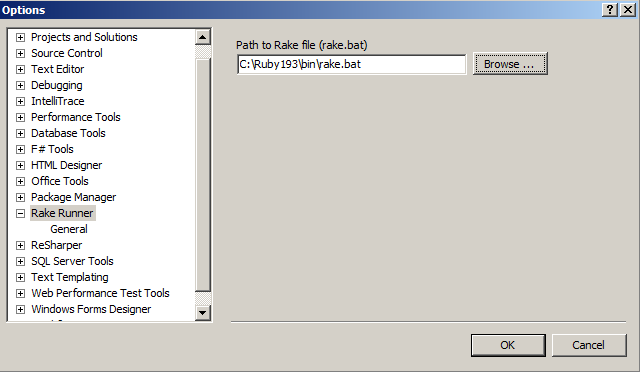 Options
Projects and Solutions
Source Control
Text Editor
Debugging
IntelliTrace
Performance Tools
Database Tools
F# Tools
HTML Designer
Office Tools
Package Manager
Rake Runner
General
ReSharper
SQL Server Tools
Text Templating
Web Performance Test Tools
Windows Forms Designer
Path to Rake file (rake.bat)
C:\Ruby193\bin\rake.bat
Browse ...
OK
Cancel